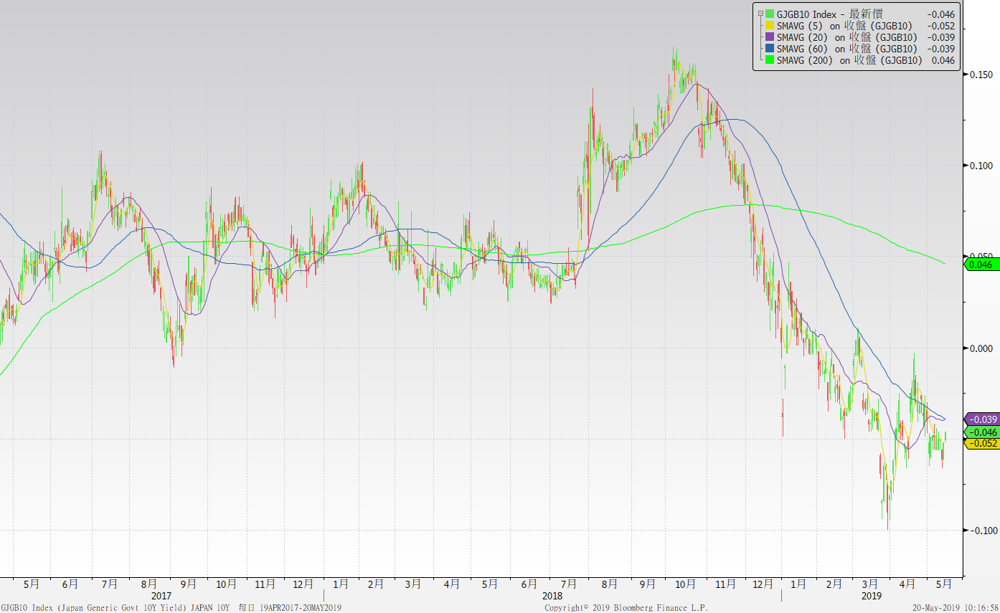 GJGB10 Index - 最新價 -0.046
SMAVG (5) on 收盤 (GJGB10) -0.052
SMAVG (20) on 收盤 (GJGB10) -0.039
SMAVG (60) on 收盤 (GJGB10) -0.039
SMAVG (200) on 收盤 (GJGB10) 0.046
0.150
0.100
0.050
0.046
0.000
-0.039
-0.046
-0.052
-0.100
5月 6月 7月 8月 9月 10月 11月 12月 1月 2月 3月 4月 5月 6月 7月 8月 9月 10月 11月 12月 1月 2月 3月 4月 5月
2017 2018 2019
GJGB10 Index (Japan Generic Govt 10Y Yield) JAPAN 10Y 每日 19APR2017-20MAY2019 Copyright© 2019 Bloomberg Finance L.P. 20-May-2019 10:16:58